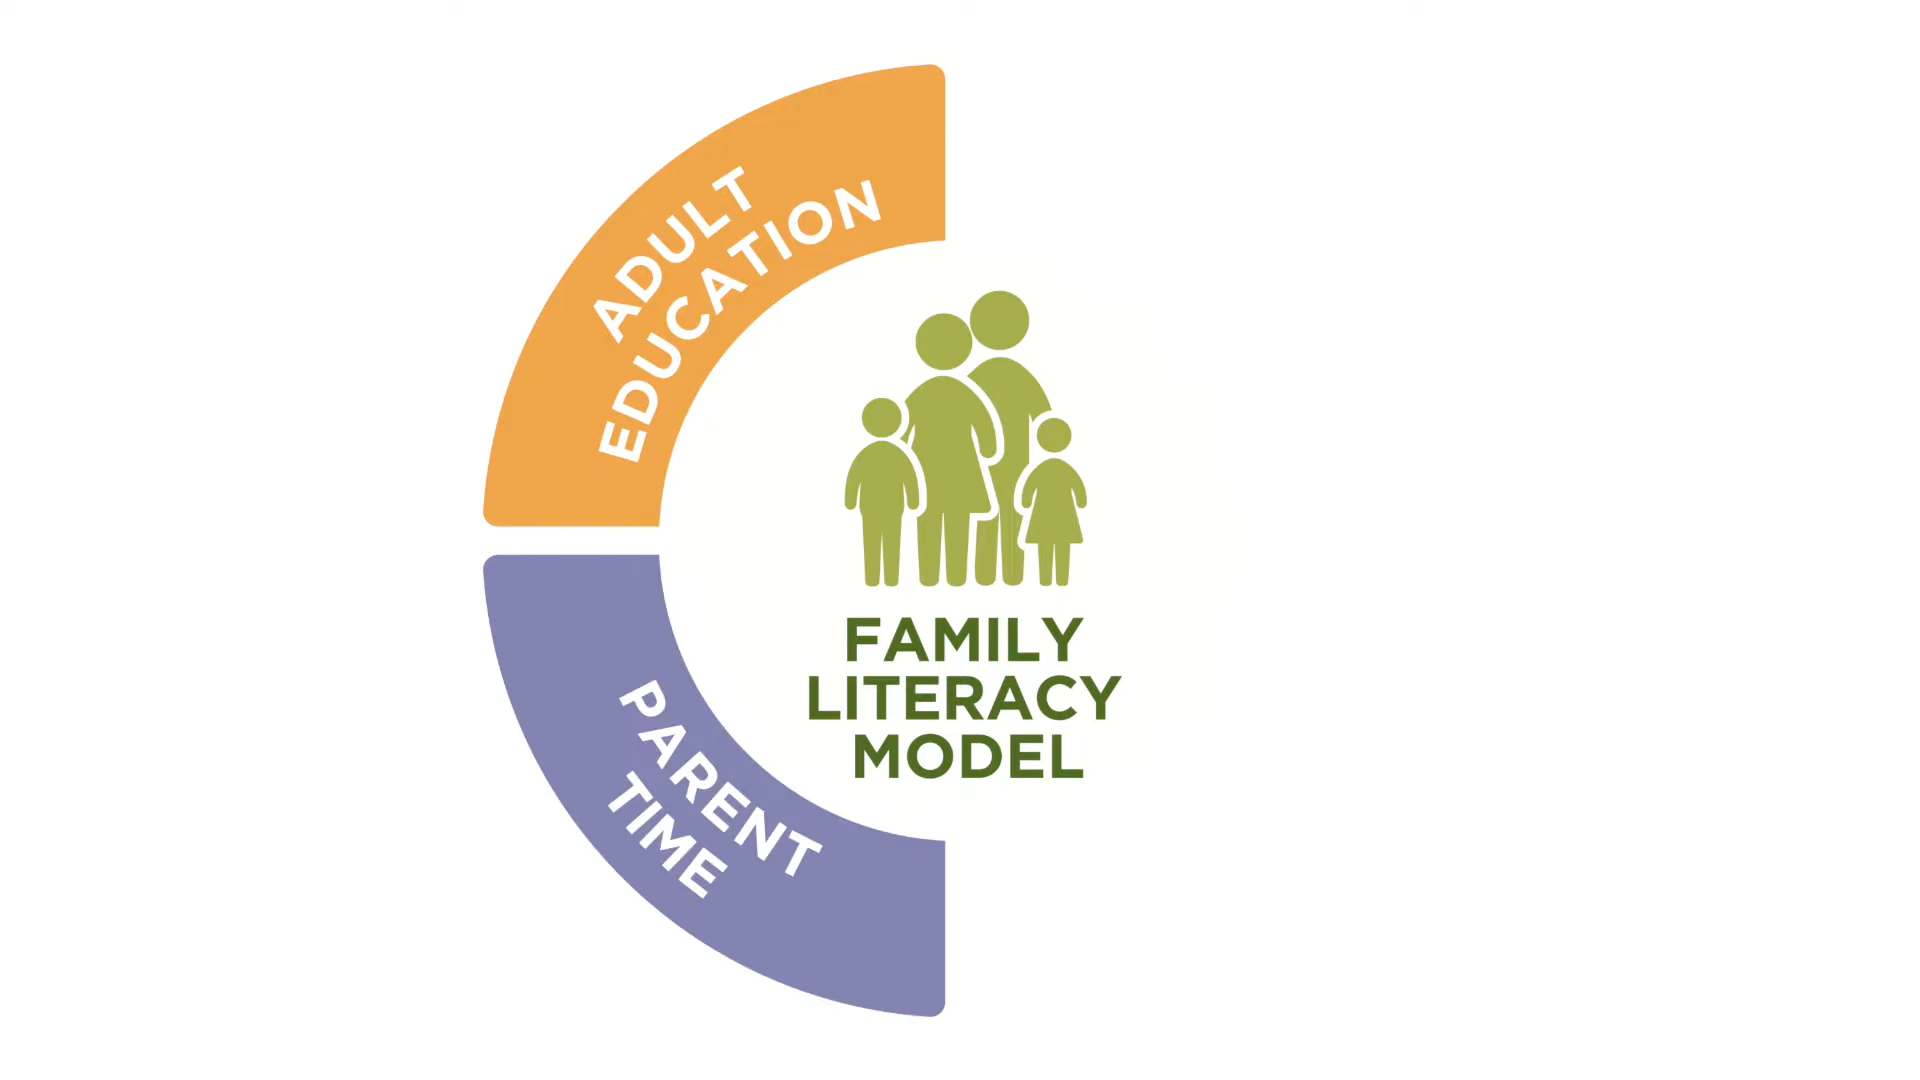 ADULT
EDUCATION
FAMILY
LITERACY
MODEL
PARENT
TIME